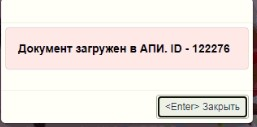 Документ загружен в АПИ. ID - 122276
<Enter> Закрыть